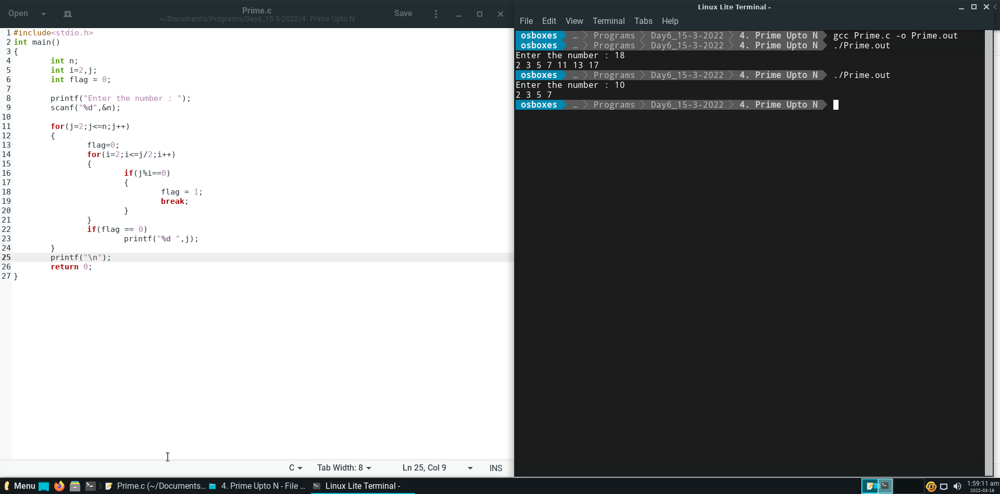 Open
Prime.c
~/Documents/Programs/Day6_15-3-2022/4. Prime Upto N
Save
1 #include<stdio.h>
2 int main()
3 {
4 int n;
5 int i=2,j;
6 int flag = 0;
7
8 printf("Enter the number : ");
9 scanf("%d",&n);
10
11 for(j=2;j<=n;j++)
12 {
13 flag=0;
14 for(i=2;i<=j/2;i++)
15 {
16 if(j%i==0)
17 {
18 flag = 1;
19 break;
20 }
21 }
22 if(flag == 0)
23 printf("%d ",j);
24 }
25 printf("\n");
26 return 0;
27 }
C Tab Width: 8 Ln 25, Col 9 INS
Linux Lite Terminal -
File Edit View Terminal Tabs Help
osboxes … Programs Day6_15-3-2022 4. Prime Upto N gcc Prime.c -o Prime.out
osboxes … Programs Day6_15-3-2022 4. Prime Upto N ./Prime.out
Enter the number : 18
2 3 5 7 11 13 17
osboxes … Programs Day6_15-3-2022 4. Prime Upto N ./Prime.out
Enter the number : 10
2 3 5 7
osboxes … Programs Day6_15-3-2022 4. Prime Upto N
Menu Prime.c (~/Documents... 4. Prime Upto N - File ... Linux Lite Terminal -
1:59:11 am
2022-03-18